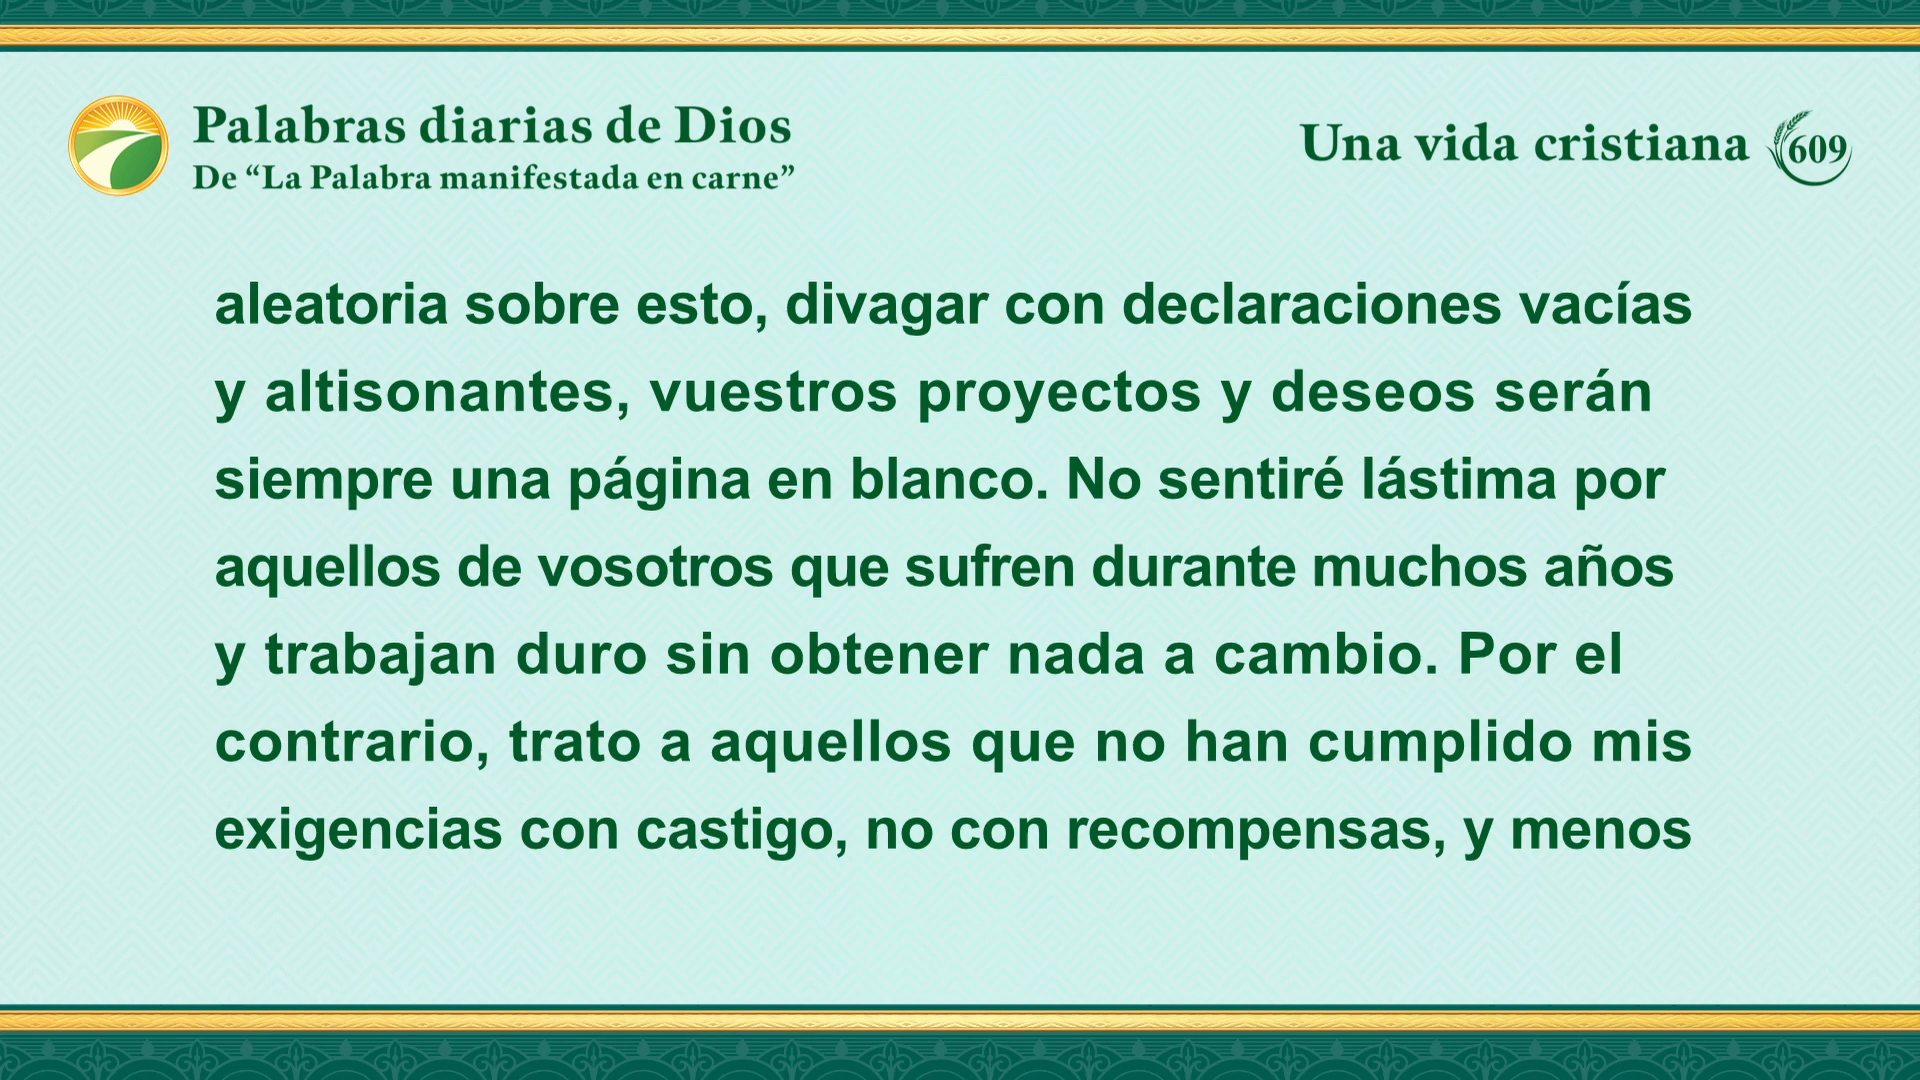 Palabras diarias de Dios
De “La Palabra manifestada en carne”
Una vida cristiana 609
aleatoria sobre esto, divagar con declaraciones vacías
y altisonantes, vuestros proyectos y deseos serán
siempre una página en blanco. No sentiré lástima por
aquellos de vosotros que sufren durante muchos años
y trabajan duro sin obtener nada a cambio. Por el
contrario, trato a aquellos que no han cumplido mis
exigencias con castigo, no con recompensas, y menos